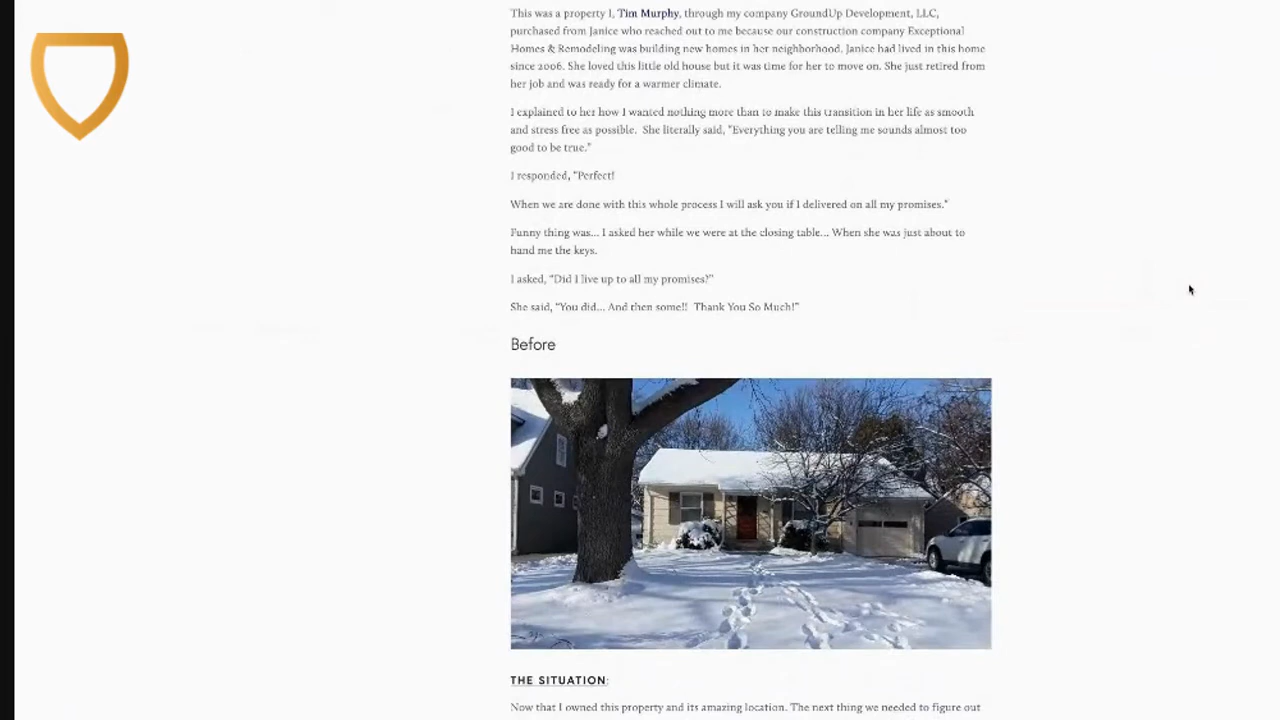 This was a property I, Tim Murphy, through my company GroundUp Development, LLC,
purchased from Janice who reached out to me because our construction company Exceptional
Homes & Remodeling was building new homes in her neighborhood. Janice had lived in this home
since 2006. She loved this little old house but it was time for her to move on. She just retired from
her job and was ready for a warmer climate.
I explained to her how I wanted nothing more than to make this transition in her life as smooth
and stress free as possible. She literally said, "Everything you are telling me sounds almost too
good to be true."
I responded, "Perfect!
When we are done with this whole process I will ask you if I delivered on all my promises."
Funny thing was... I asked her while we were at the closing table... When she was just about to
hand me the keys.
I asked, "Did I live up to all my promises?"
She said, "You did... And then some!! Thank You So Much!"
Before
THE SITUATION:
Now that I owned this property and its amazing location. The next thing we needed to figure out